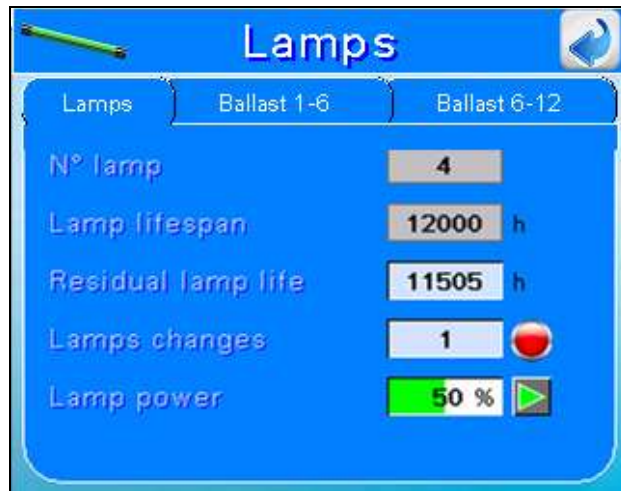 Lamps
Lamps Ballast 1-6 Ballast 6-12
N° lamp 4
Lamp lifespan 12000 h
Residual lamp life 11505 h
Lamps changes 1
Lamp power 50 %